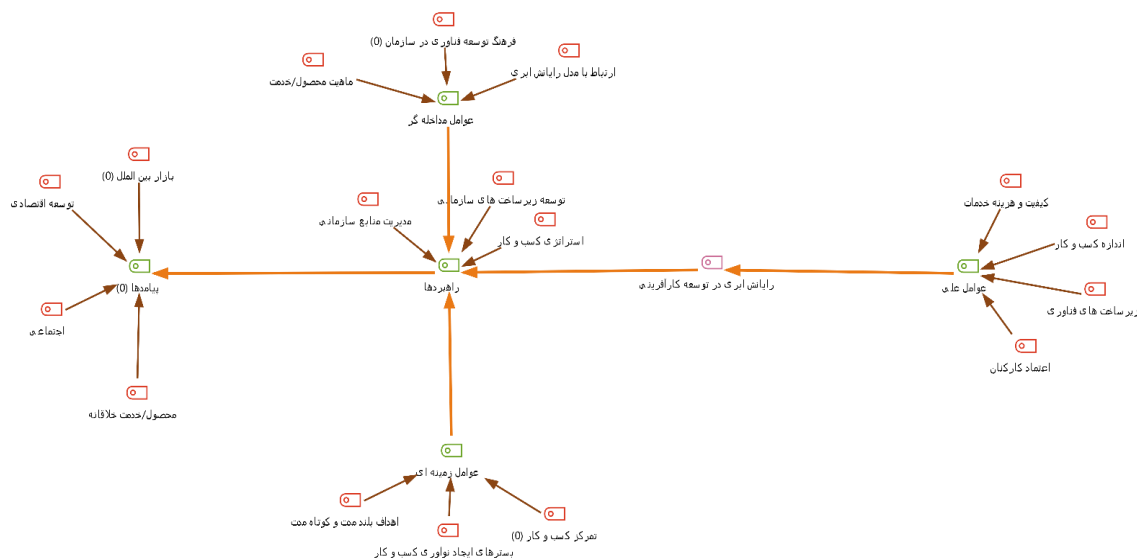 فرهنگ توسعه فناوری در سازمان (0)
ارتباط با مدل رایانش ابری
ماهیت محصول/خدمت
عوامل مداخله گر
بازار بین الملل (0)
توسعه اقتصادی
توسعه زیرساخت های سازمانی
کیفیت و هزینه خدمات
مدیریت منابع سازمانی
استراتژی کسب و کار
اندازه کسب و کار
رایانش ابری در توسعه کارآفرینی
پیامدها (0)
راهبردها
عوامل علی
زیرساخت های فناوری
اجتماعی
اعتماد کارکنان
محصول/خدمت خلاقانه
عوامل زمینه ای
اهداف بلند مدت و کوتاه مدت
تمرکز کسب و کار (0)
بسترهای ایجاد نوآوری کسب و کار